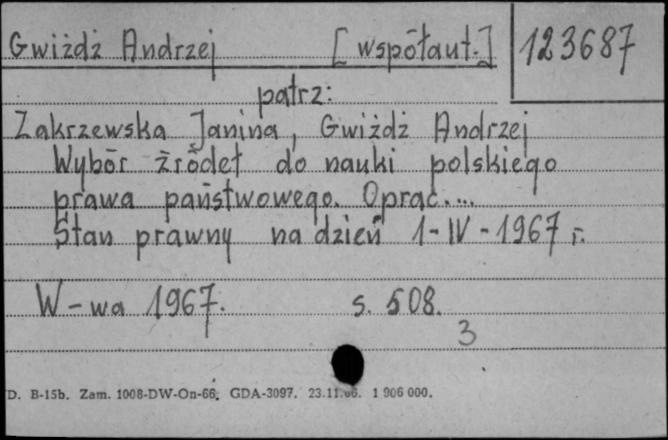 Gwiżdż Andrzej [współaut.] 123687
patrz:
Zakrzewska Janina, Gwiżdż Andrzej
Wybór źródeł do nauki polskiego
prawa państwowego. Oprac....
Stan prawny na dzień 1-IV-1967 r.
W-wa 1967. s. 508.
3
D. B-15b. Zam. 1008-DW-On-66. GDA-3097. 23.11.66. 1 906 000.